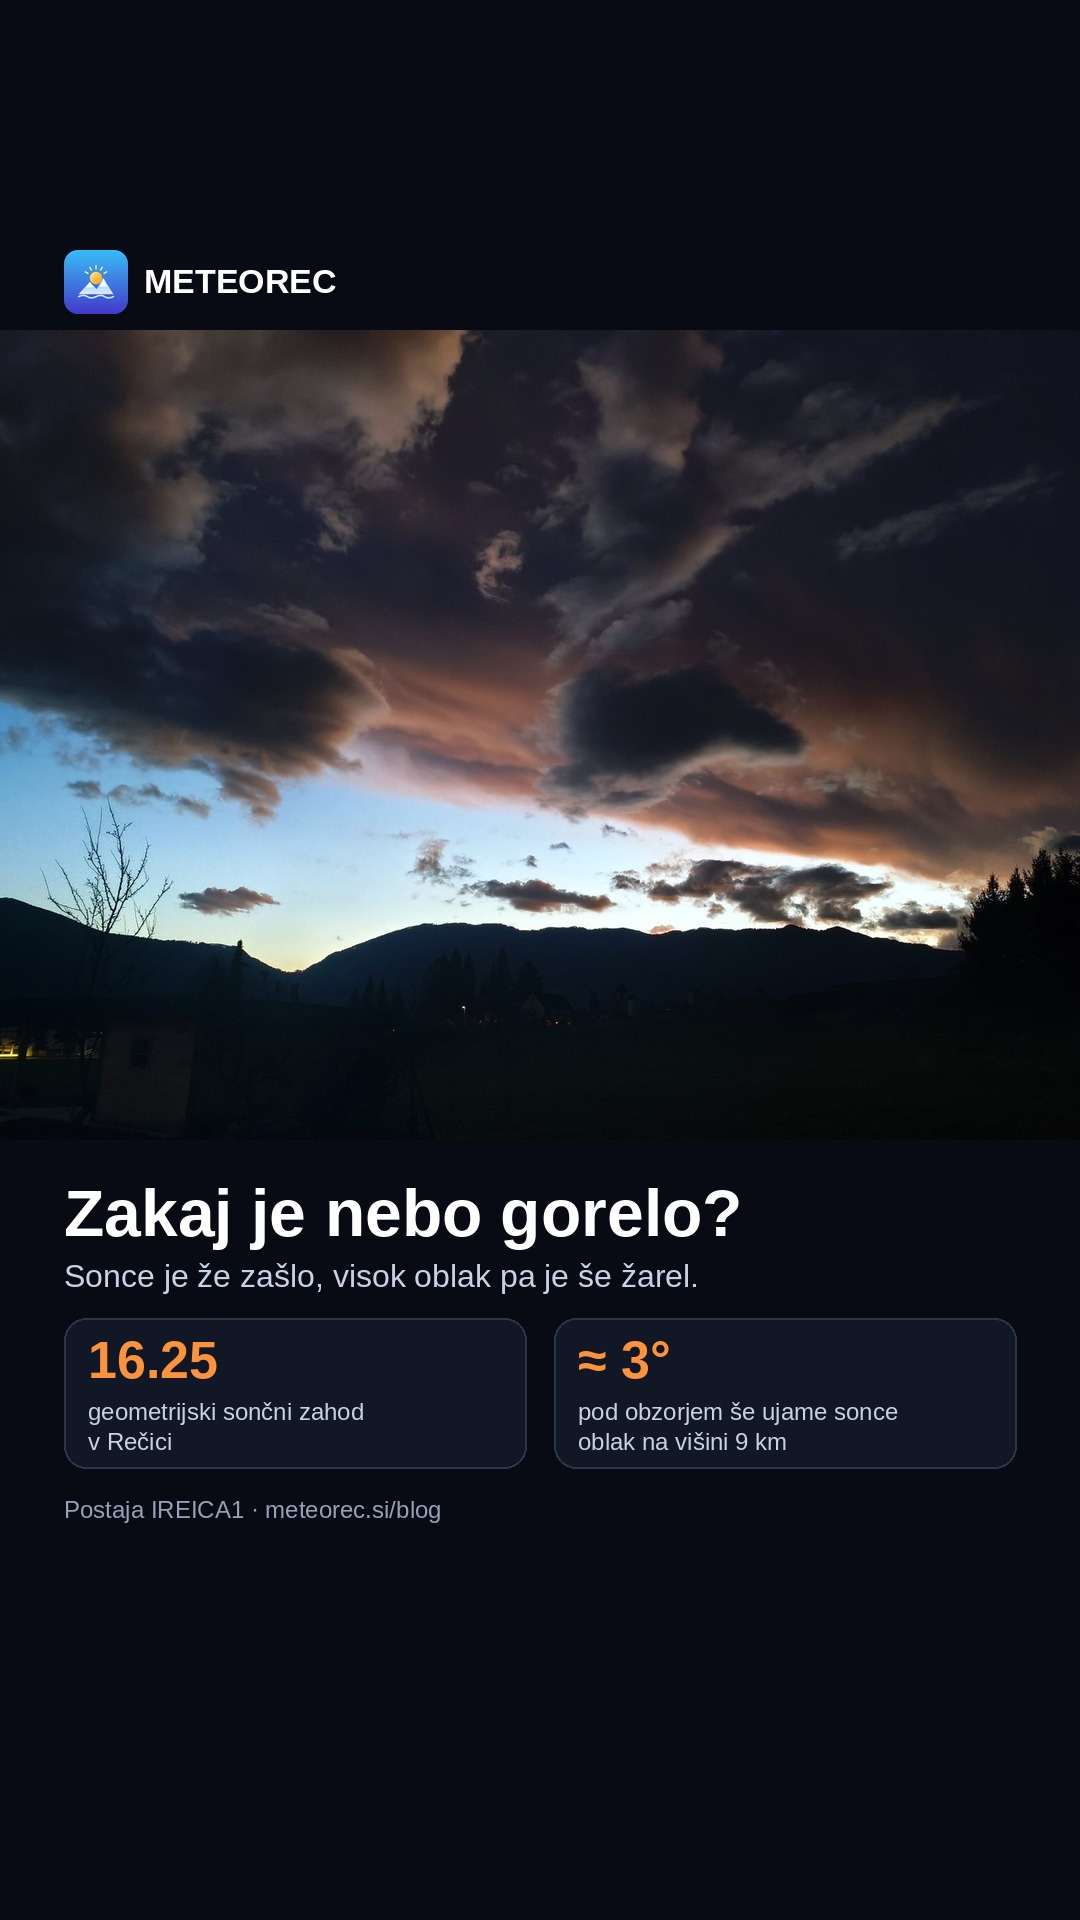 METEOREC
Zakaj je nebo gorelo?
Sonce je že zašlo, visok oblak pa je še žarel.
16.25
geometrijski sončni zahod
v Rečici
≈ 3°
pod obzorjem še ujame sonce
oblak na višini 9 km
Postaja IREICA1 · meteorec.si/blog